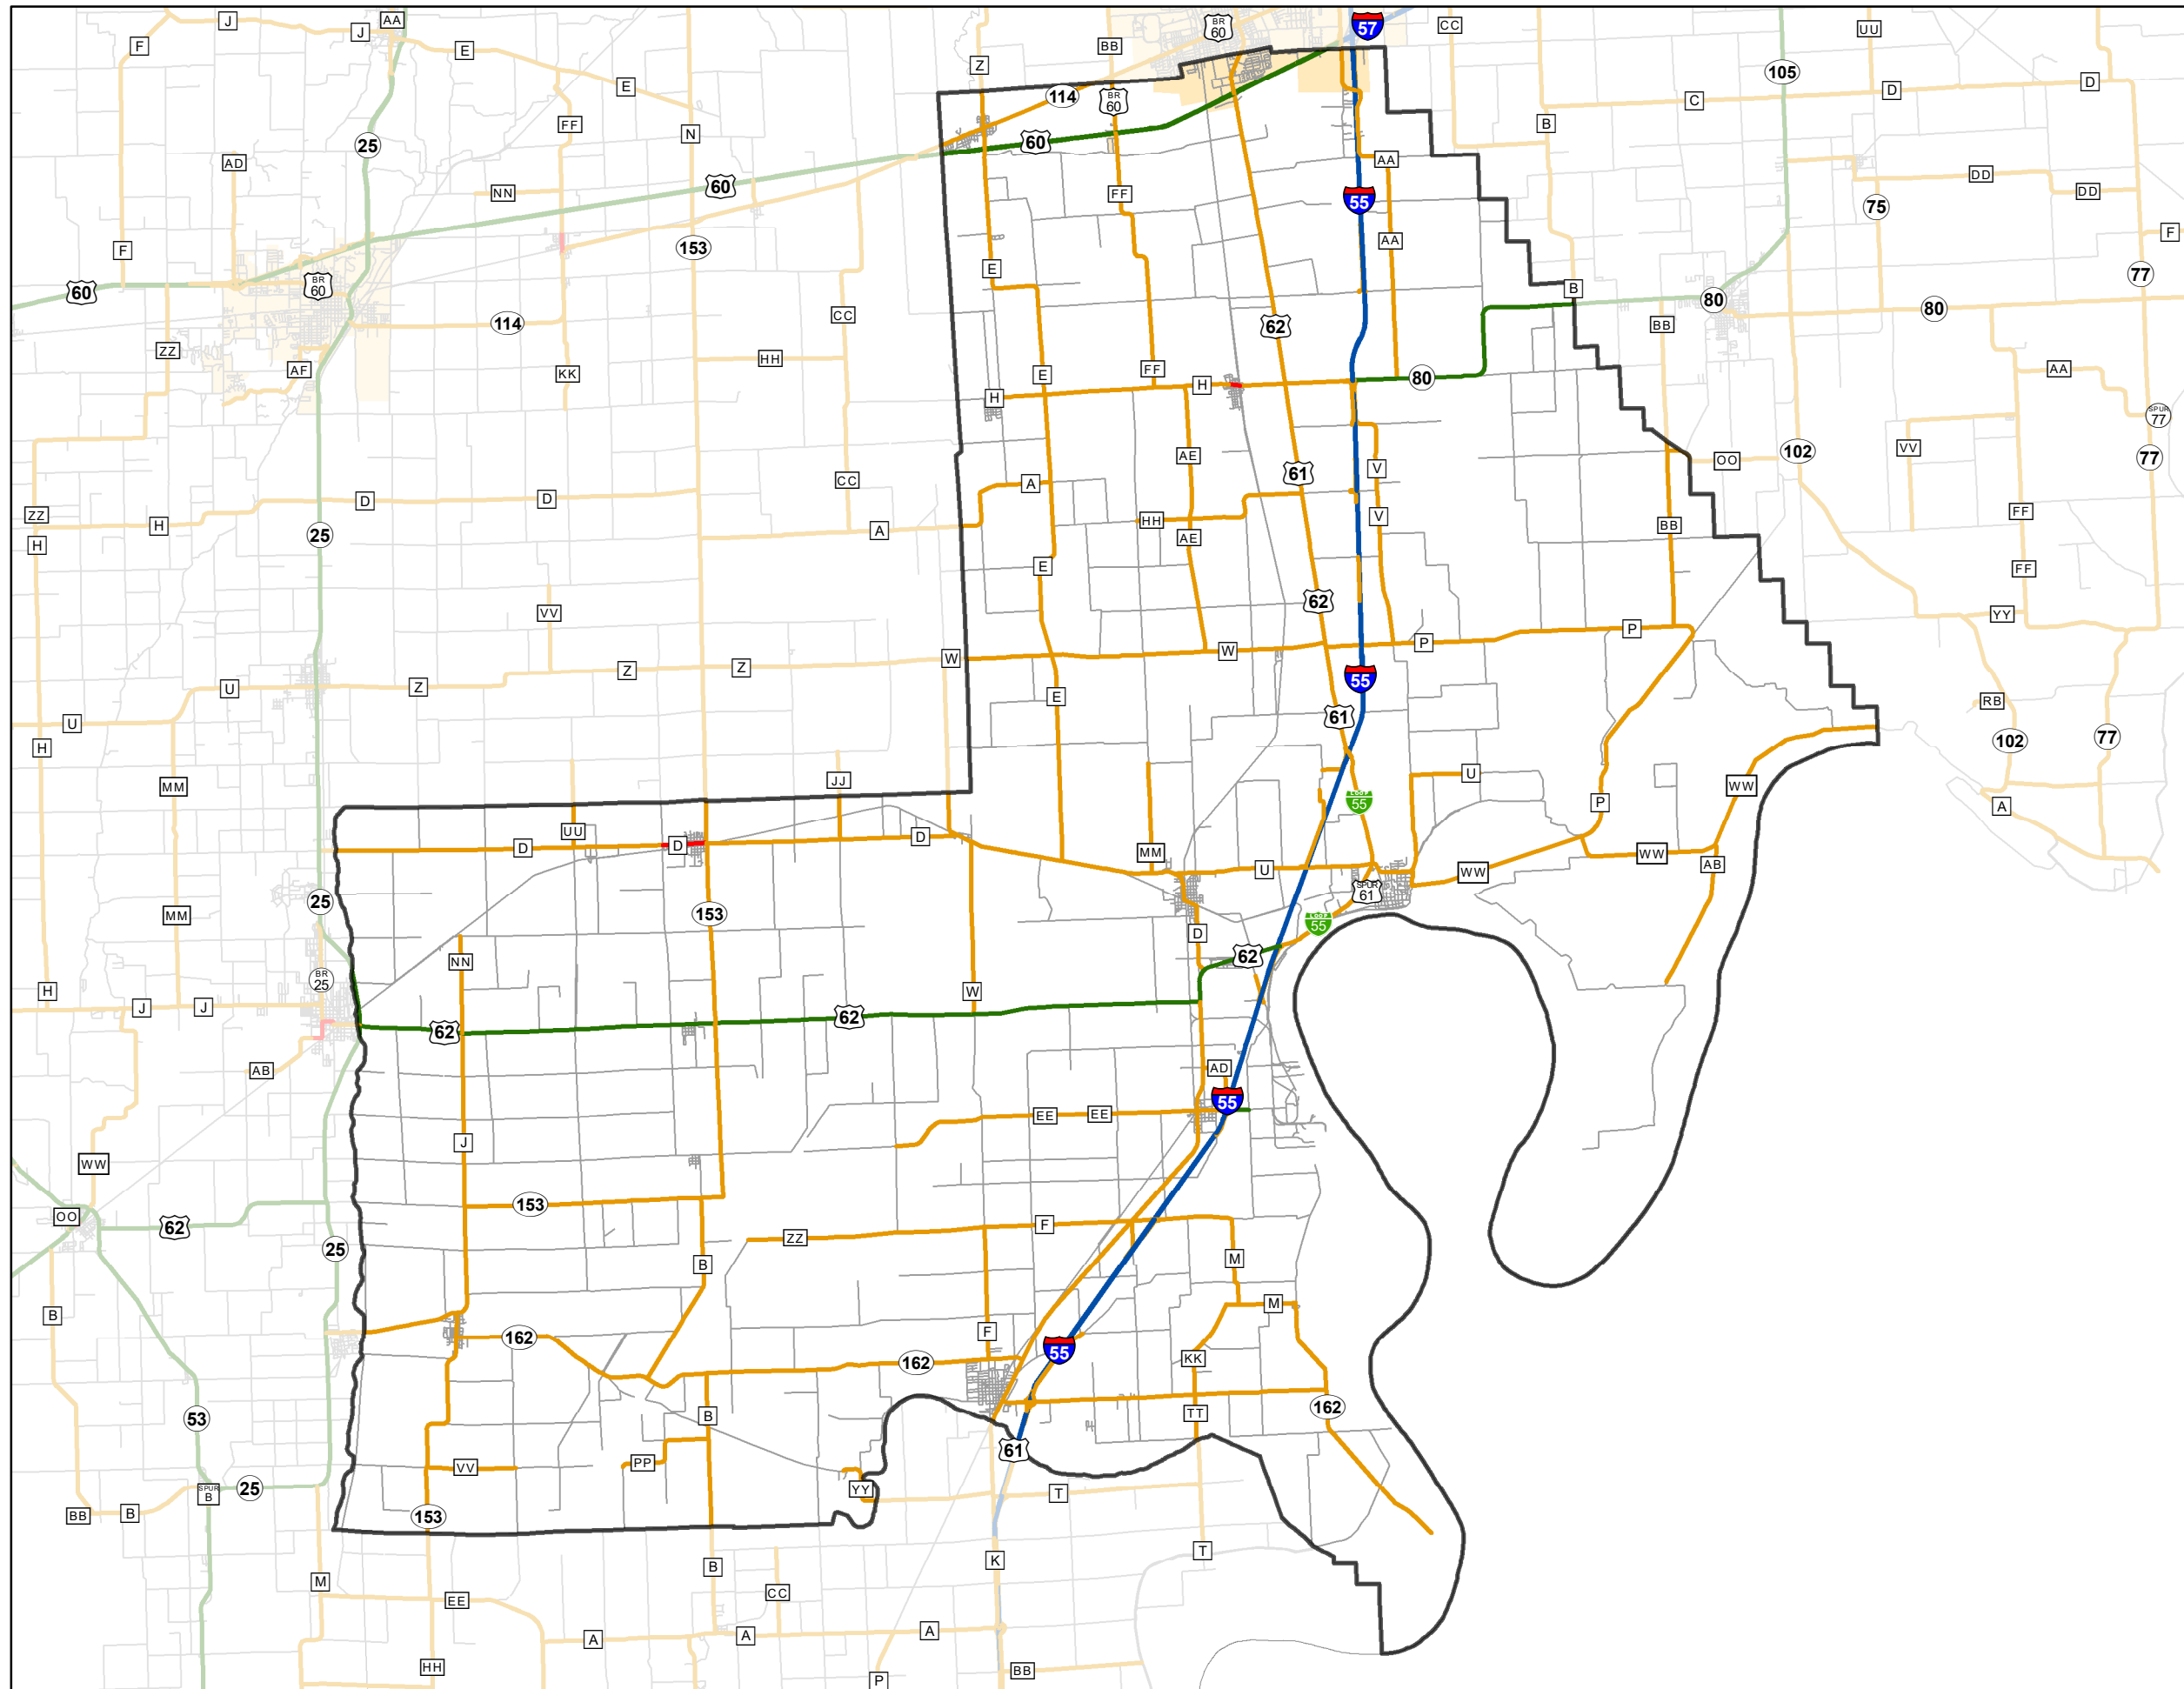 J
AA
J
F
E
Z
BB
BR
60
57
CC
UU
105
E
114
BR
60
C
D
D
FF
N
B
25
AD
60
AA
NN
60
FF
55
DD
DD
75
F
153
AA
F
E
77
BR
60
B
60
CC
80
80
114
62
BB
ZZ
HH
AF
KK
FF
H
80
AA
H
E
SPUR
77
AE
OO
102
VV
77
V
61
A
CC
D
D
ZZ
H
25
A
HH
V
BB
FF
H
AE
E
FF
VV
62
YY
P
P
W
W
Z
Z
U
Z
55
E
RB
U
61
H
102
77
JJ
U
MM
WW
LOOP
55
P
A
UU
D
D
D
MM
U
WW
WW
AB
SPUR
61
25
MM
153
LOOP
55
D
NN
62
BR
25
H
W
J
J
62
62
AB
AD
55
EE
EE
J
WW
153
OO
62
F
ZZ
25
M
B
M
B
F
162
55
162
KK
162
53
B
TT
61
PP
VV
YY
25
SPUR
B
T
BB
B
153
T
K
B
M
CC
EE
A
A
A
HH
BB
P